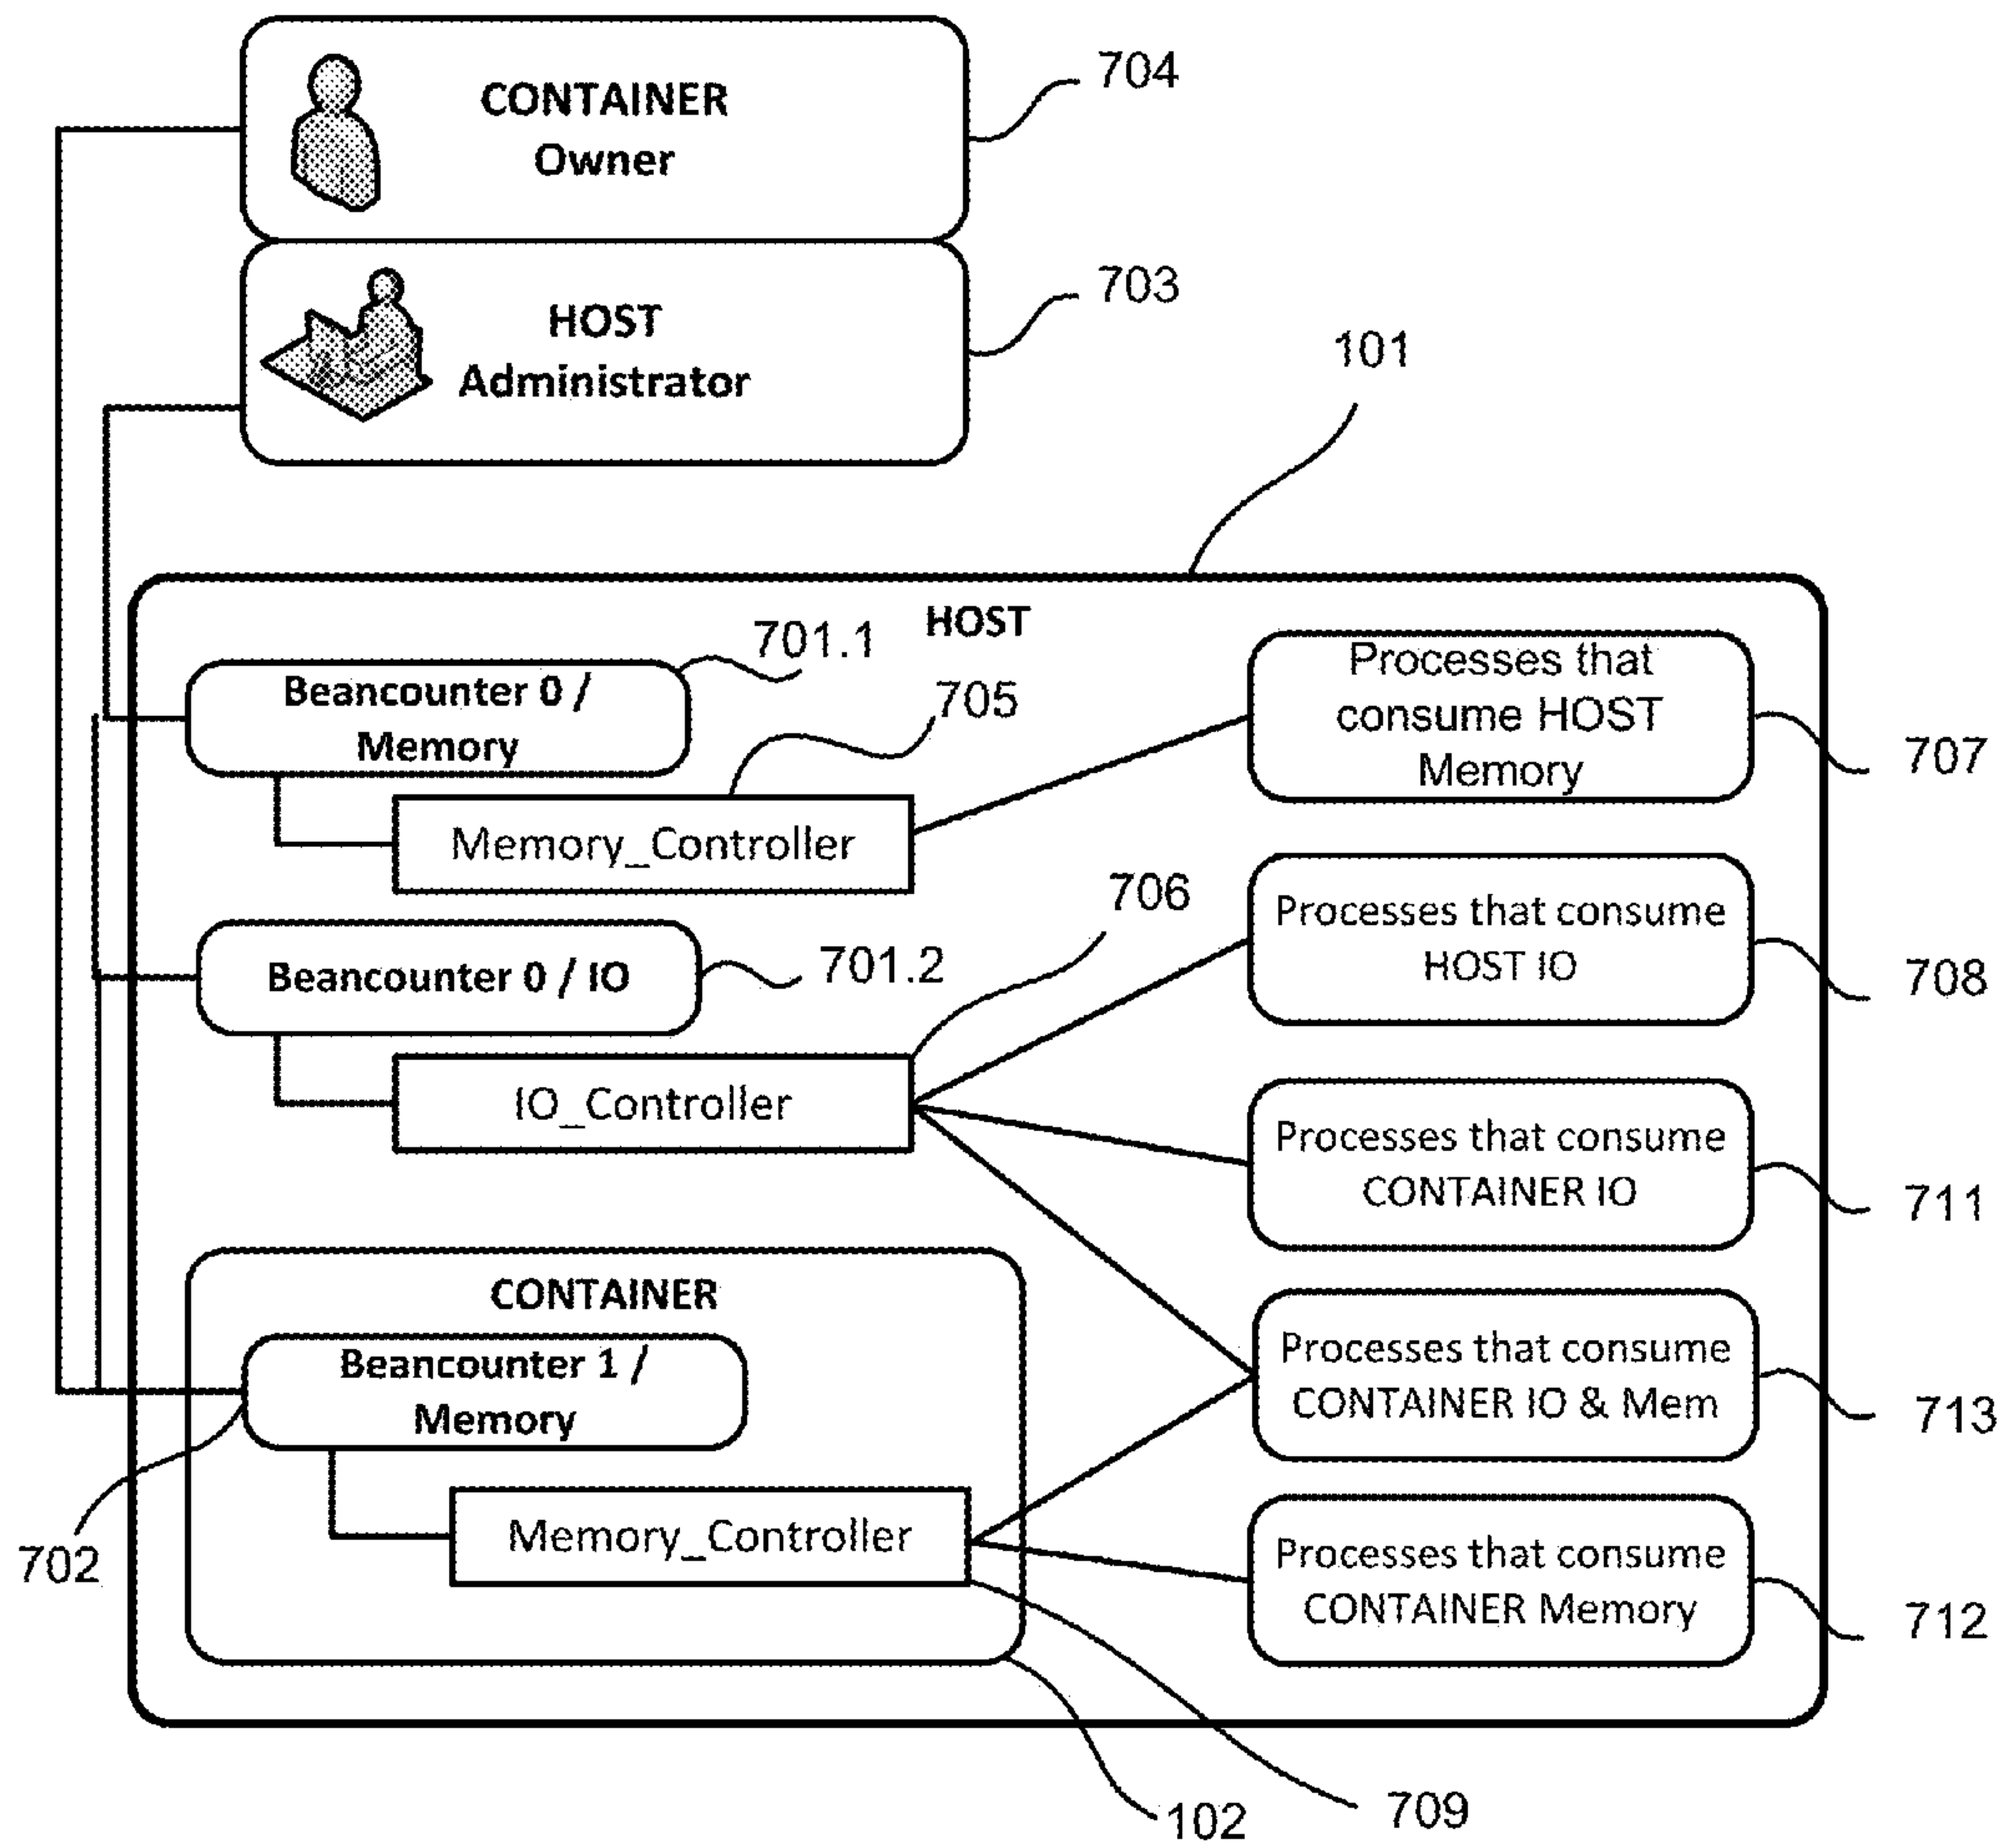 CONTAINER
Owner
704
HOST
Administrator
703
101
HOST
701.1
Beancounter 0 /
Memory
705
Memory_Controller
Processes that
consume HOST
Memory
707
706
Beancounter 0 / IO
701.2
IO_Controller
Processes that consume
HOST IO
708
Processes that consume
CONTAINER IO
711
CONTAINER
Beancounter 1 /
Memory
702
Memory_Controller
Processes that consume
CONTAINER IO & Mem
713
Processes that consume
CONTAINER Memory
712
102
709